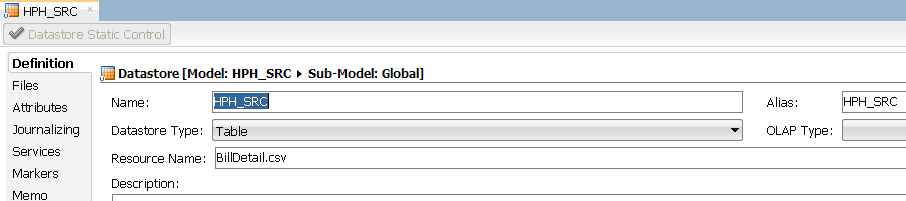 HPH_SRC
Datastore Static Control
Definition
Files
Attributes
Journalizing
Services
Markers
Memo
Datastore [Model: HPH_SRC ▸ Sub-Model: Global]
Name: HPH_SRC Alias: HPH_SRC
Datastore Type: Table OLAP Type:
Resource Name: BillDetail.csv
Description: